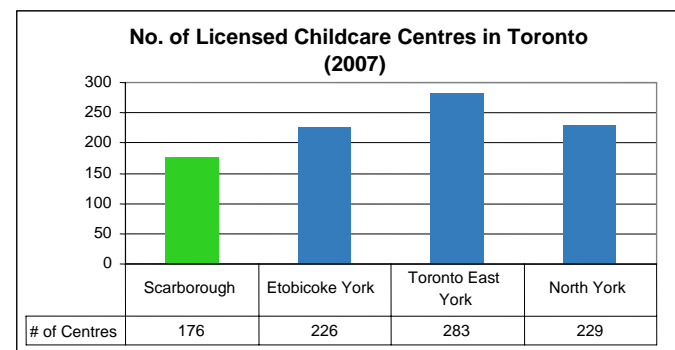 No. of Licensed Childcare Centres in Toronto
(2007)
300
250
200
150
100
50
0
Scarborough Etobicoke York Toronto East York North York
# of Centres 176 226 283 229